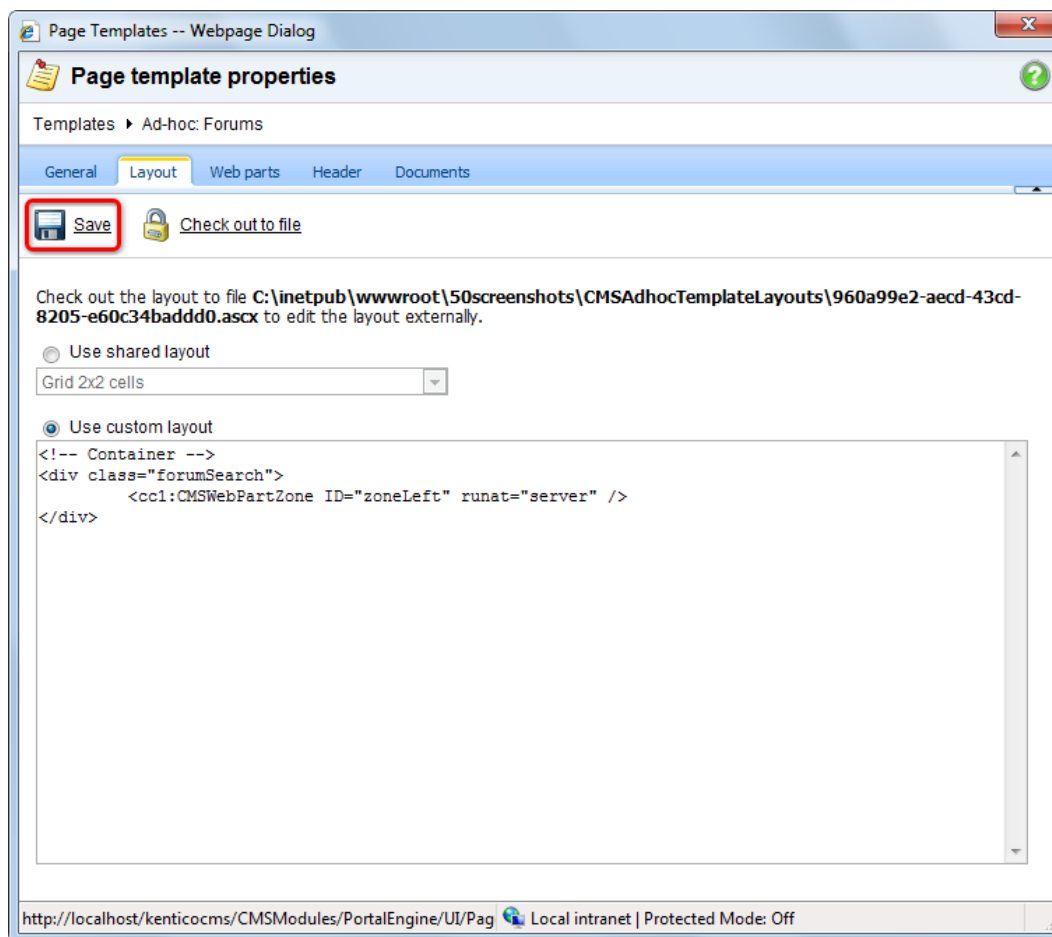 Page Templates -- Webpage Dialog
x
Page template properties
?
Templates ▸ Ad-hoc: Forums
General Layout Web parts Header Documents
Save Check out to file
Check out the layout to file C:\inetpub\wwwroot\50screenshots\CMSAdhocTemplateLayouts\960a99e2-aecd-43cd-
8205-e60c34baddd0.ascx to edit the layout externally.
Use shared layout
Grid 2x2 cells
Use custom layout
<!-- Container -->
<div class="forumSearch">
<cc1:CMSWebPartZone ID="zoneLeft" runat="server" />
</div>
http://localhost/kenticocms/CMSModules/PortalEngine/UI/Pag Local intranet | Protected Mode: Off